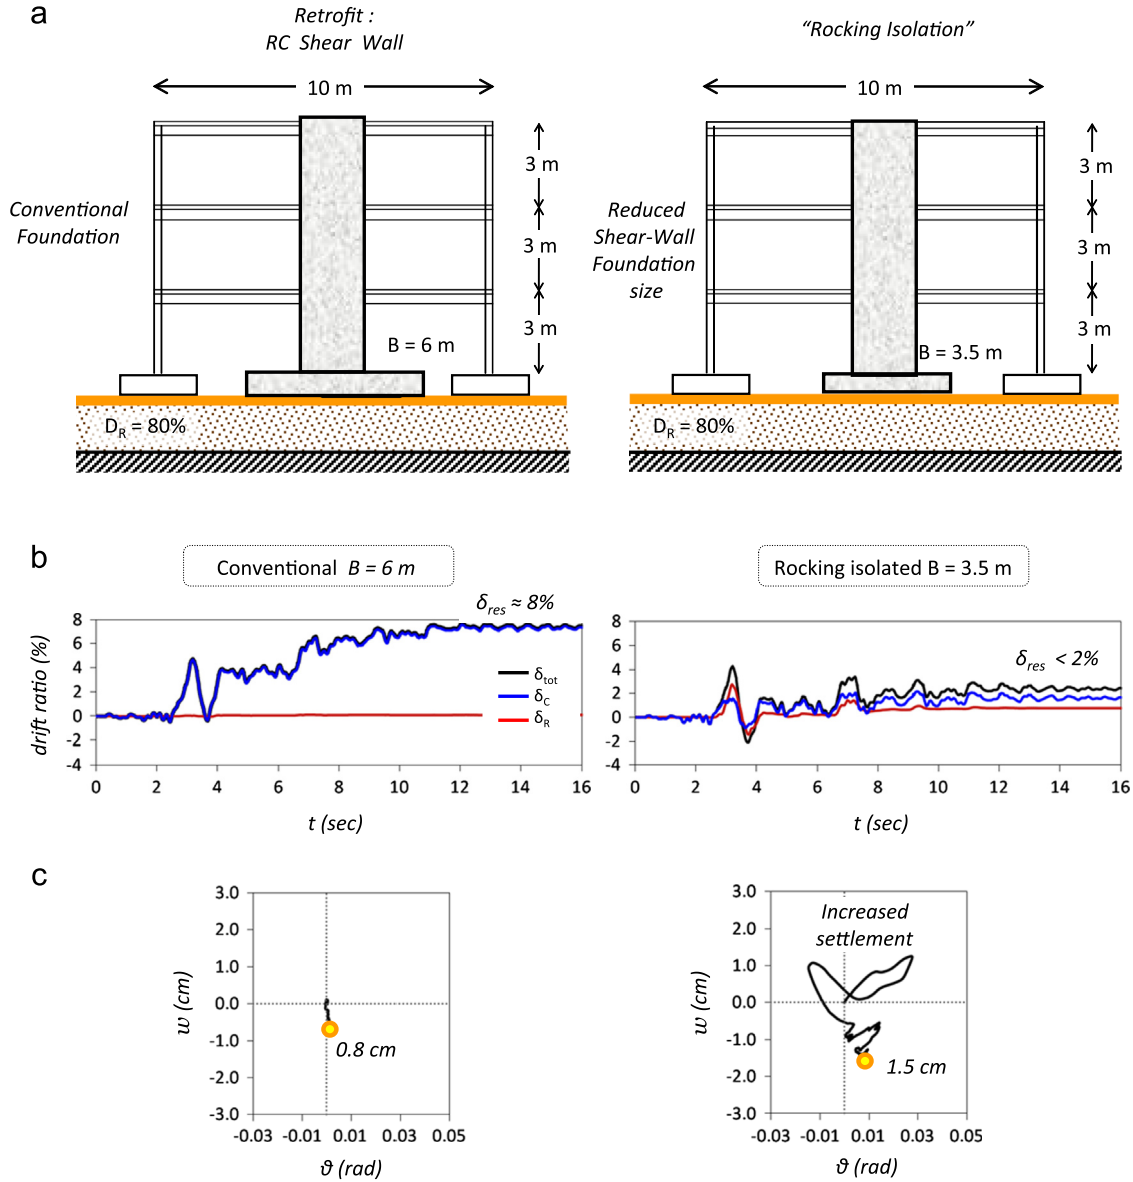 a
Retrofit :
RC Shear Wall
“Rocking Isolation”
10 m
10 m
3 m
3 m
3 m
3 m
3 m
3 m
Conventional
Foundation
Reduced
Shear-Wall
Foundation
size
B = 6 m
B = 3.5 m
DR = 80%
DR = 80%
b
Conventional B = 6 m
Rocking isolated B = 3.5 m
δres ≈ 8%
δres < 2%
drift ratio (%)
8
6
4
2
0
-2
-4
δtot
δC
δR
0 2 4 6 8 10 12 14 16
t (sec)
8
6
4
2
0
-2
-4
0 2 4 6 8 10 12 14 16
t (sec)
c
w (cm)
3.0
2.0
1.0
0.0
-1.0
-2.0
-3.0
0.8 cm
-0.03 -0.01 0.01 0.03 0.05
ϑ (rad)
w (cm)
3.0
2.0
1.0
0.0
-1.0
-2.0
-3.0
Increased
settlement
1.5 cm
-0.03 -0.01 0.01 0.03 0.05
ϑ (rad)